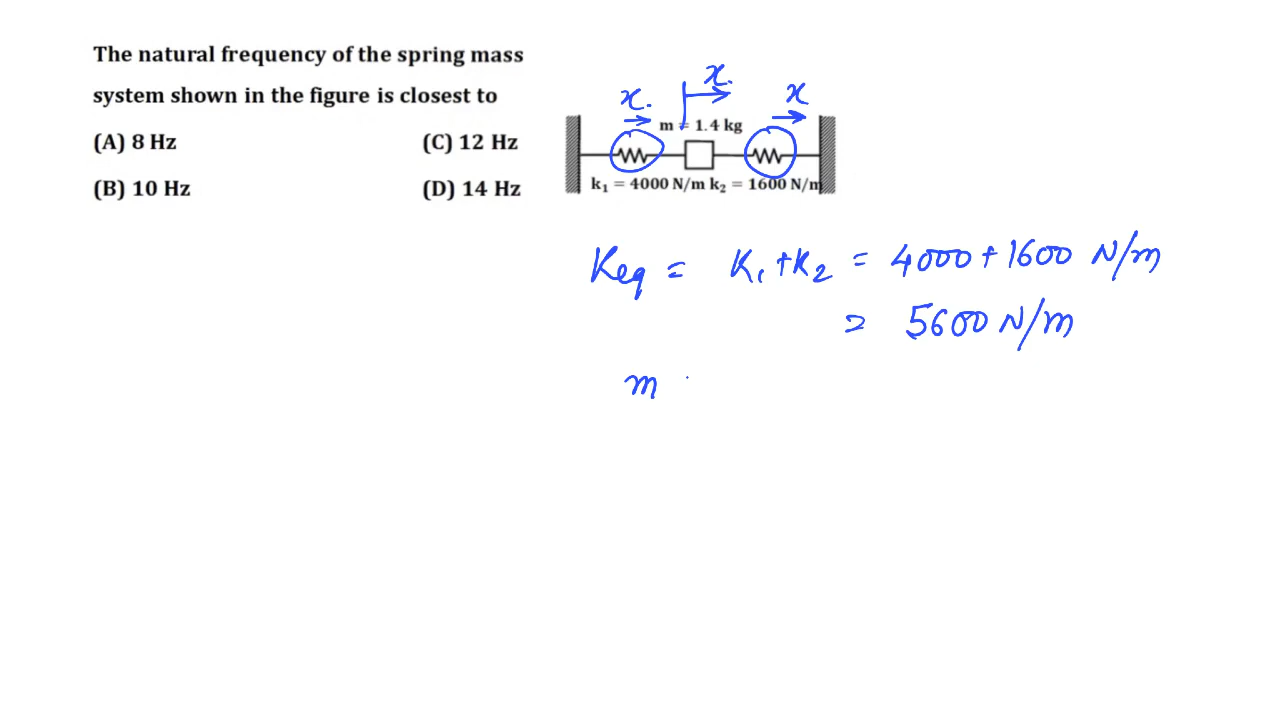 The natural frequency of the spring mass
system shown in the figure is closest to
(A) 8 Hz (C) 12 Hz
(B) 10 Hz (D) 14 Hz
x.
x.
x
m = 1.4 kg
k₁ = 4000 N/m k₂ = 1600 N/m
Keq = K₁+K₂ = 4000+1600 N/m
= 5600 N/m
m